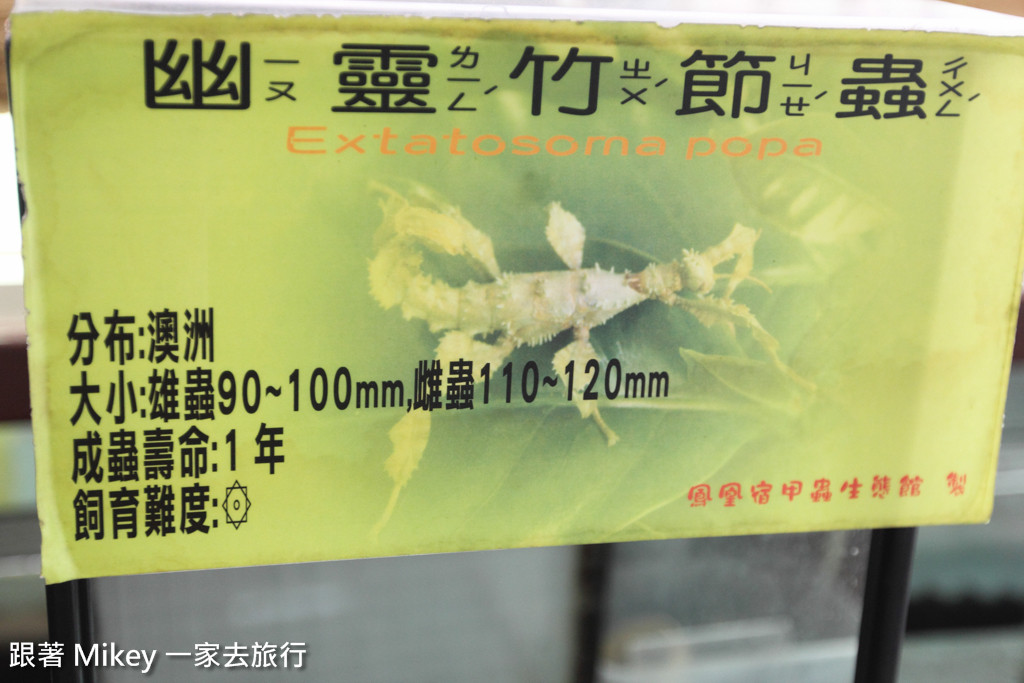 幽ㄧㄡ 靈ㄌㄧㄥˊ竹ㄓㄨˊ節ㄐㄧㄝˊ蟲ㄔㄨㄥˊ
Extatosoma popa
分布:澳洲
大小:雄蟲90~100mm,雌蟲110~120mm
成蟲壽命:1 年
飼育難度:۞
鳳凰宿甲蟲生態館 製
跟著 Mikey 一家去旅行